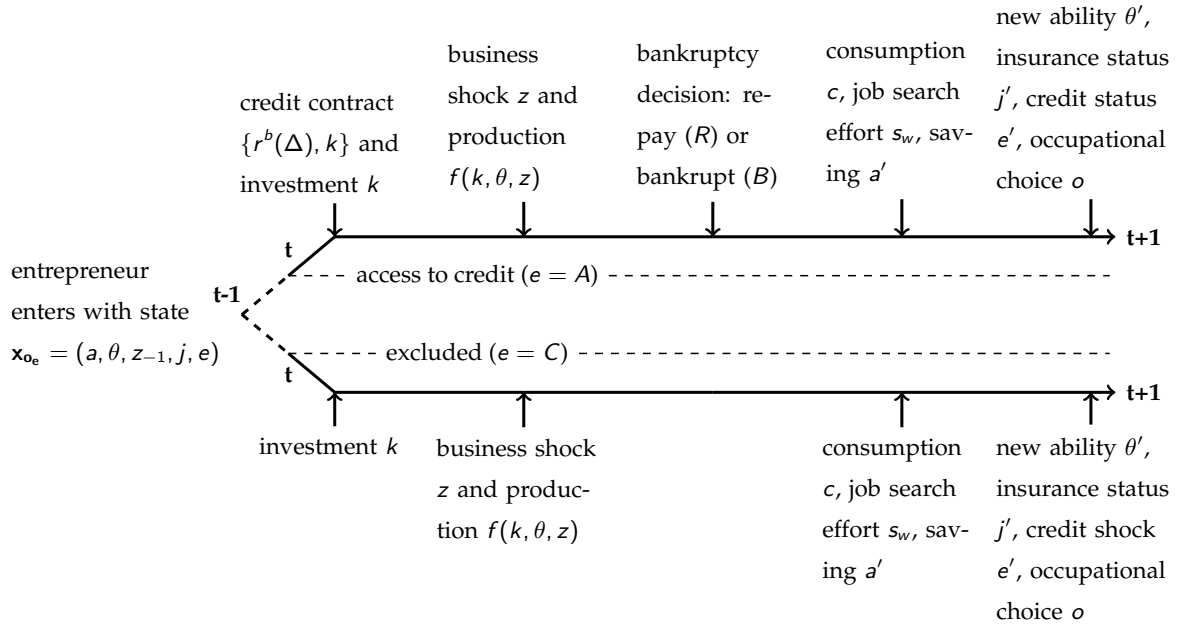 credit contract
{r^b(Δ), k} and
investment k
business
shock z and
production
f(k, θ, z)
bankruptcy
decision: re-
pay (R) or
bankrupt (B)
consumption
c, job search
effort s_w, sav-
ing a′
new ability θ′,
insurance status
j′, credit status
e′, occupational
choice o
t
t+1
entrepreneur
enters with state
x_{o_e} = (a, θ, z_{−1}, j, e)
t-1
access to credit (e = A)
excluded (e = C)
t
t+1
investment k
business shock
z and produc-
tion f(k, θ, z)
consumption
c, job search
effort s_w, sav-
ing a′
new ability θ′,
insurance status
j′, credit shock
e′, occupational
choice o